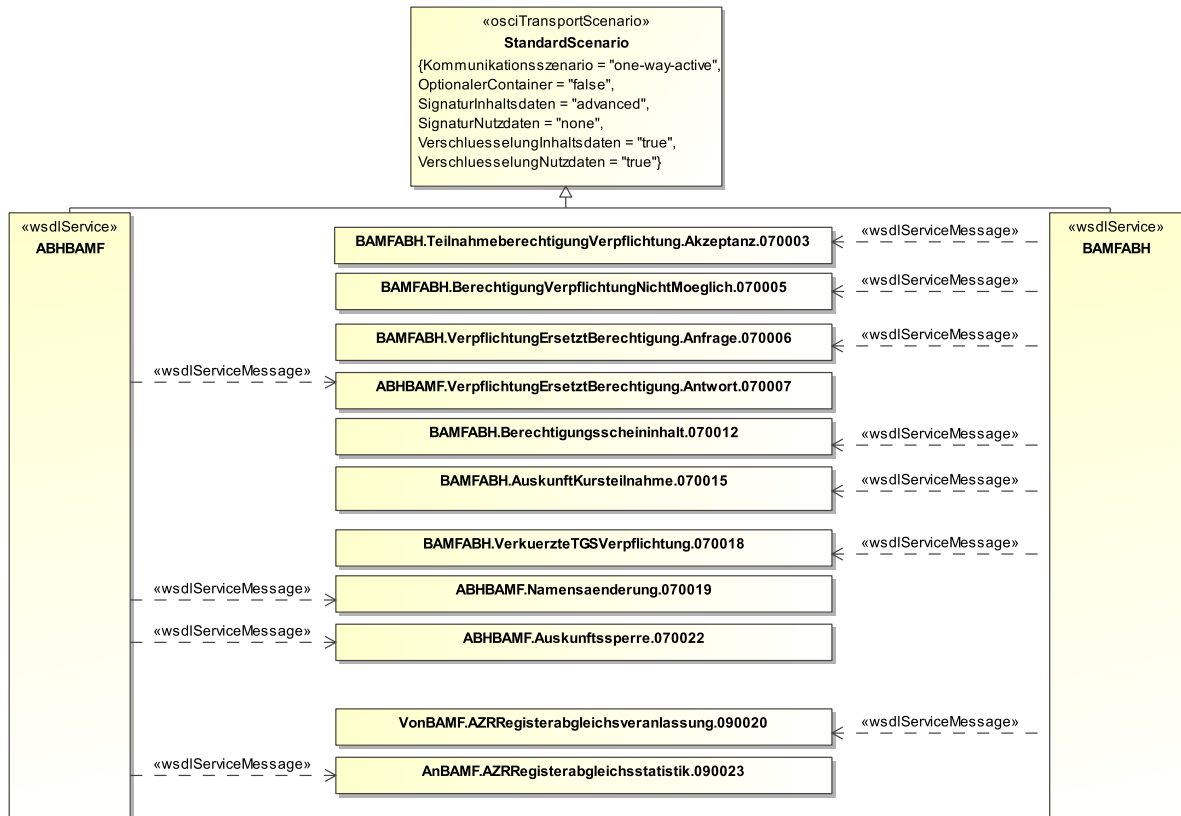 «osciTransportScenario»
StandardScenario
{Kommunikationsszenario = "one-way-active",
OptionalerContainer = "false",
SignaturInhaltsdaten = "advanced",
SignaturNutzdaten = "none",
VerschluesselungInhaltsdaten = "true",
VerschluesselungNutzdaten = "true"}
«wsdlService»
ABHBAMF
«wsdlService»
BAMFABH
BAMFABH.TeilnahmeberechtigungVerpflichtung.Akzeptanz.070003
«wsdlServiceMessage»
BAMFABH.BerechtigungVerpflichtungNichtMoeglich.070005
«wsdlServiceMessage»
BAMFABH.VerpflichtungErsetztBerechtigung.Anfrage.070006
«wsdlServiceMessage»
«wsdlServiceMessage»
ABHBAMF.VerpflichtungErsetztBerechtigung.Antwort.070007
BAMFABH.Berechtigungsscheininhalt.070012
«wsdlServiceMessage»
BAMFABH.AuskunftKursteilnahme.070015
«wsdlServiceMessage»
BAMFABH.VerkuerzteTGSVerpflichtung.070018
«wsdlServiceMessage»
«wsdlServiceMessage»
ABHBAMF.Namensaenderung.070019
«wsdlServiceMessage»
ABHBAMF.Auskunftssperre.070022
VonBAMF.AZRRegisterabgleichsveranlassung.090020
«wsdlServiceMessage»
«wsdlServiceMessage»
AnBAMF.AZRRegisterabgleichsstatistik.090023